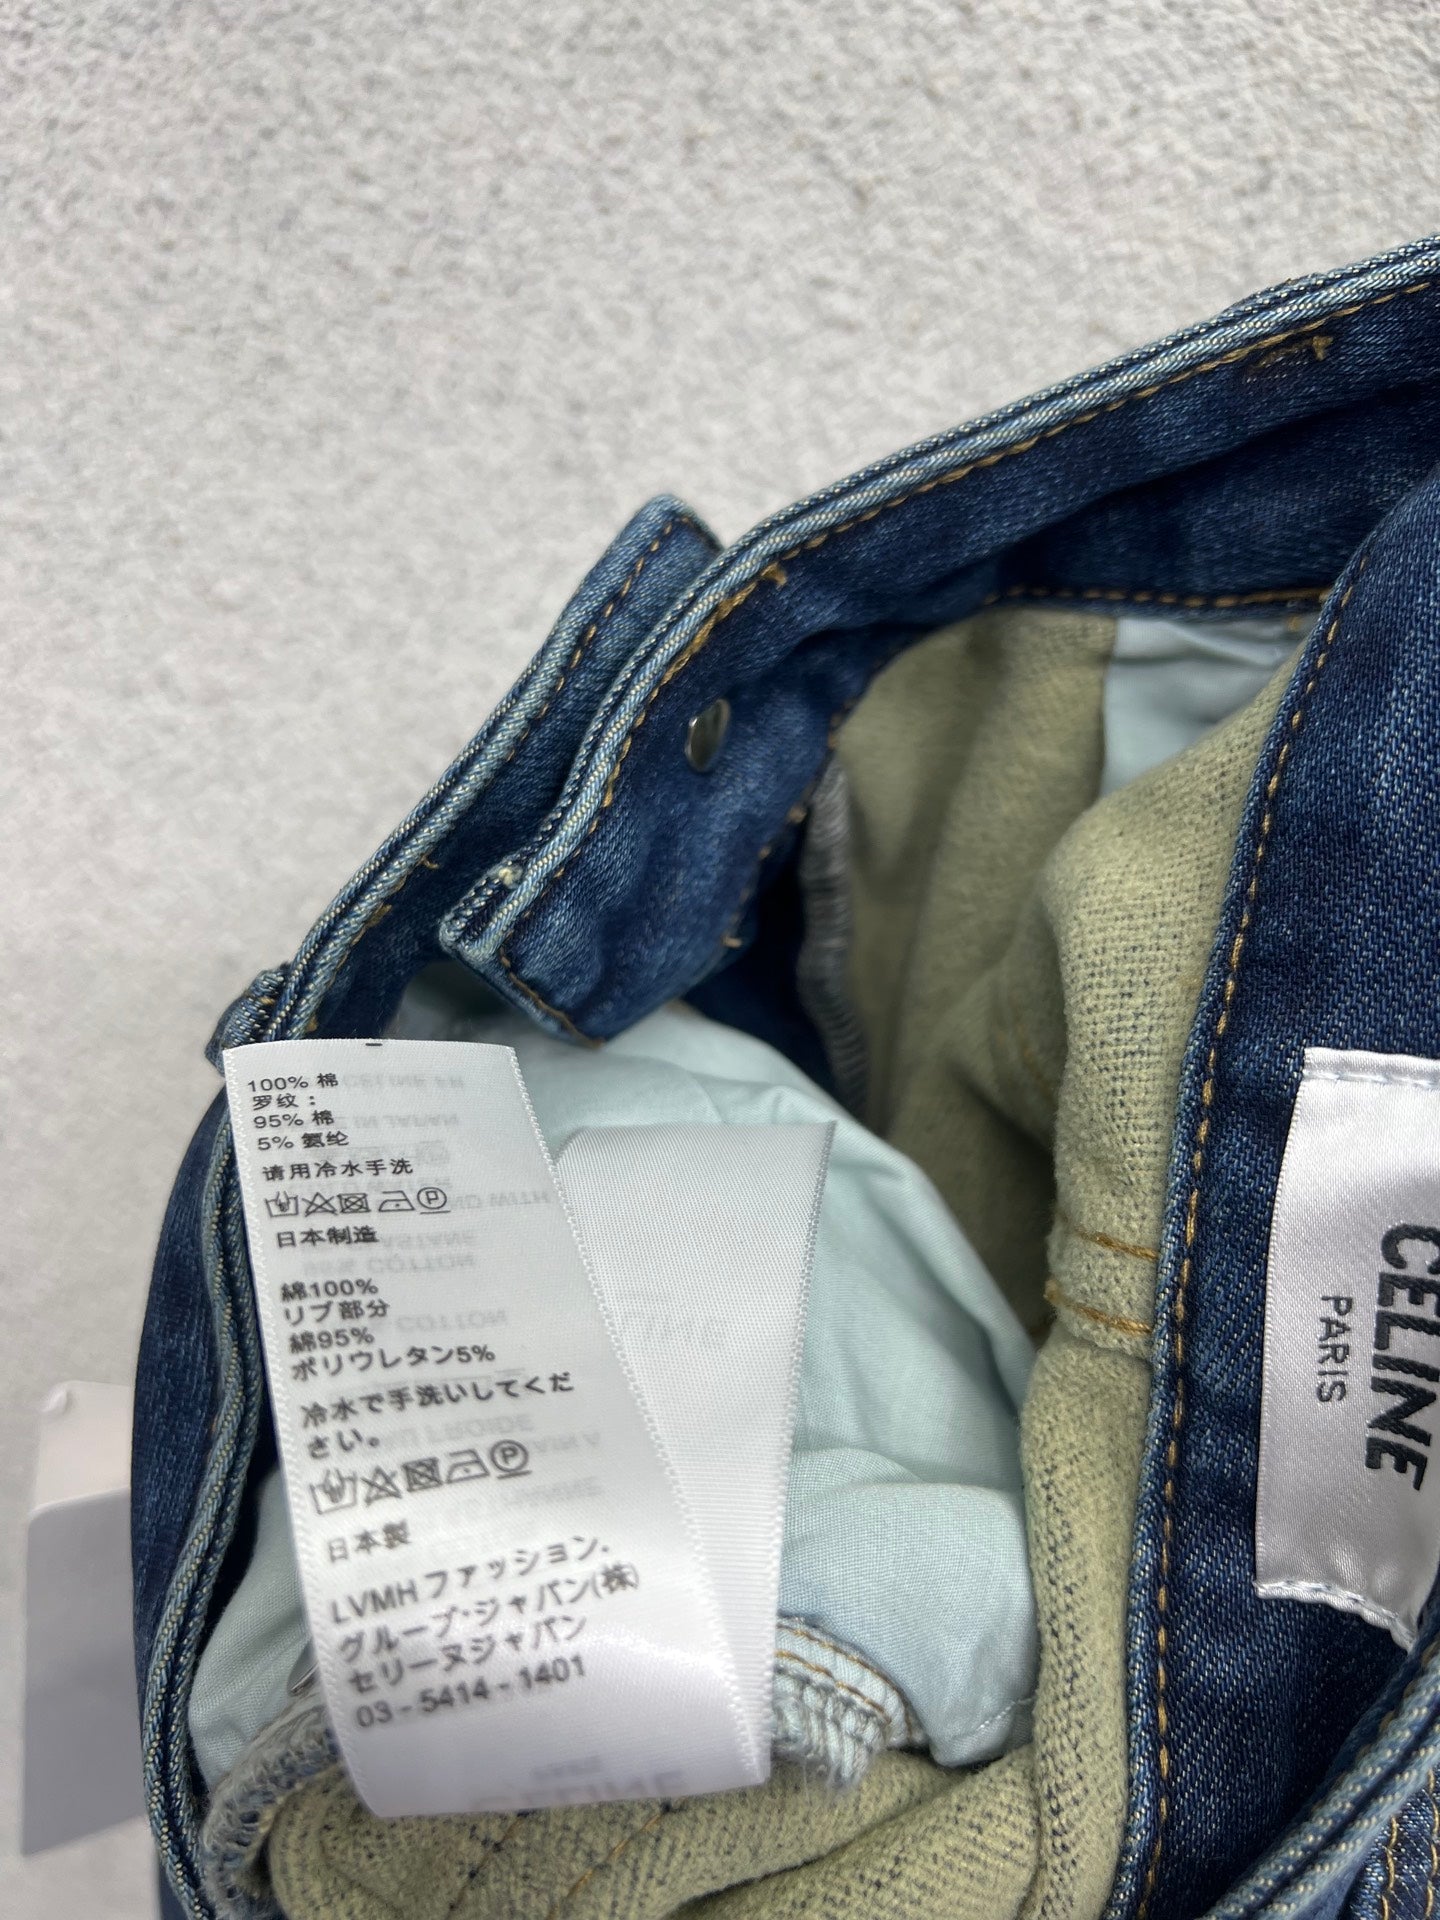 100% 棉
罗纹：
95% 棉
5% 氨纶
请用冷水手洗
日本制造
綿100%
リブ部分
綿95%
ポリウレタン5%
冷水で手洗いしてくだ
さい。
日本製
LVMH ファッション.
グループ・ジャパン(株)
セリーヌジャパン
03 - 5414 - 1401
CELINE
PARIS